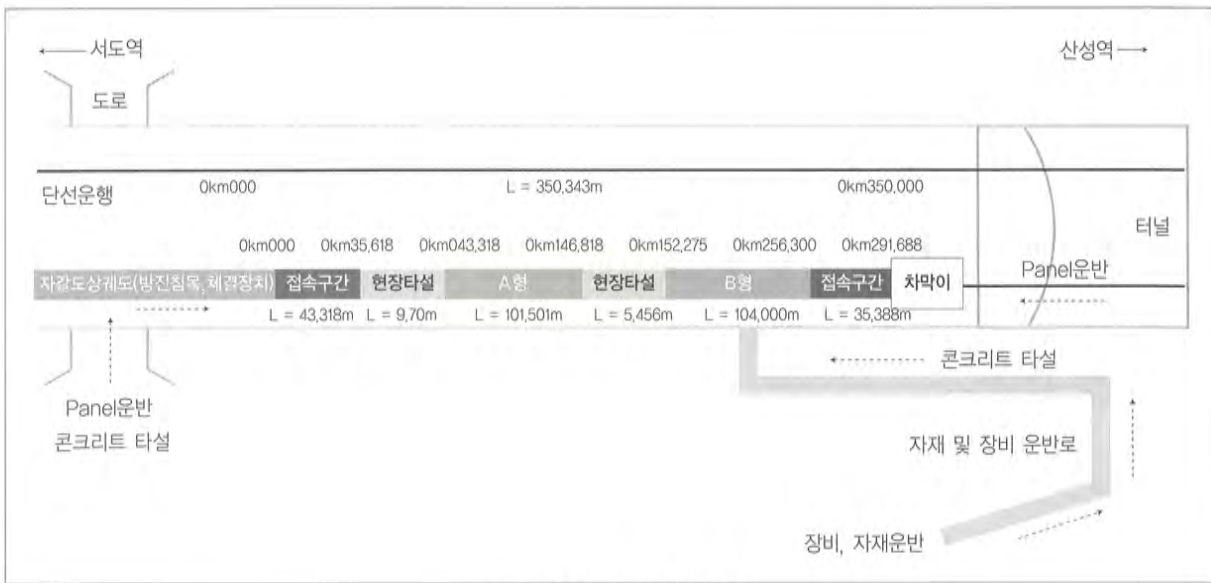 ← 서도역
산성역 →
도로
단선운행
0km000
L = 350,343m
0km350,000
터널
0km000
0km35,618
0km043,318
0km146,818
0km152,275
0km256,300
0km291,688
자갈도상궤도(방진침목,체결장치)
접속구간
현장타설
A형
현장타설
B형
접속구간
차막이
Panel운반
L = 43,318m
L = 9,70m
L = 101,501m
L = 5,456m
L = 104,000m
L = 35,388m
콘크리트 타설
Panel운반
콘크리트 타설
자재 및 장비 운반로
장비, 자재운반